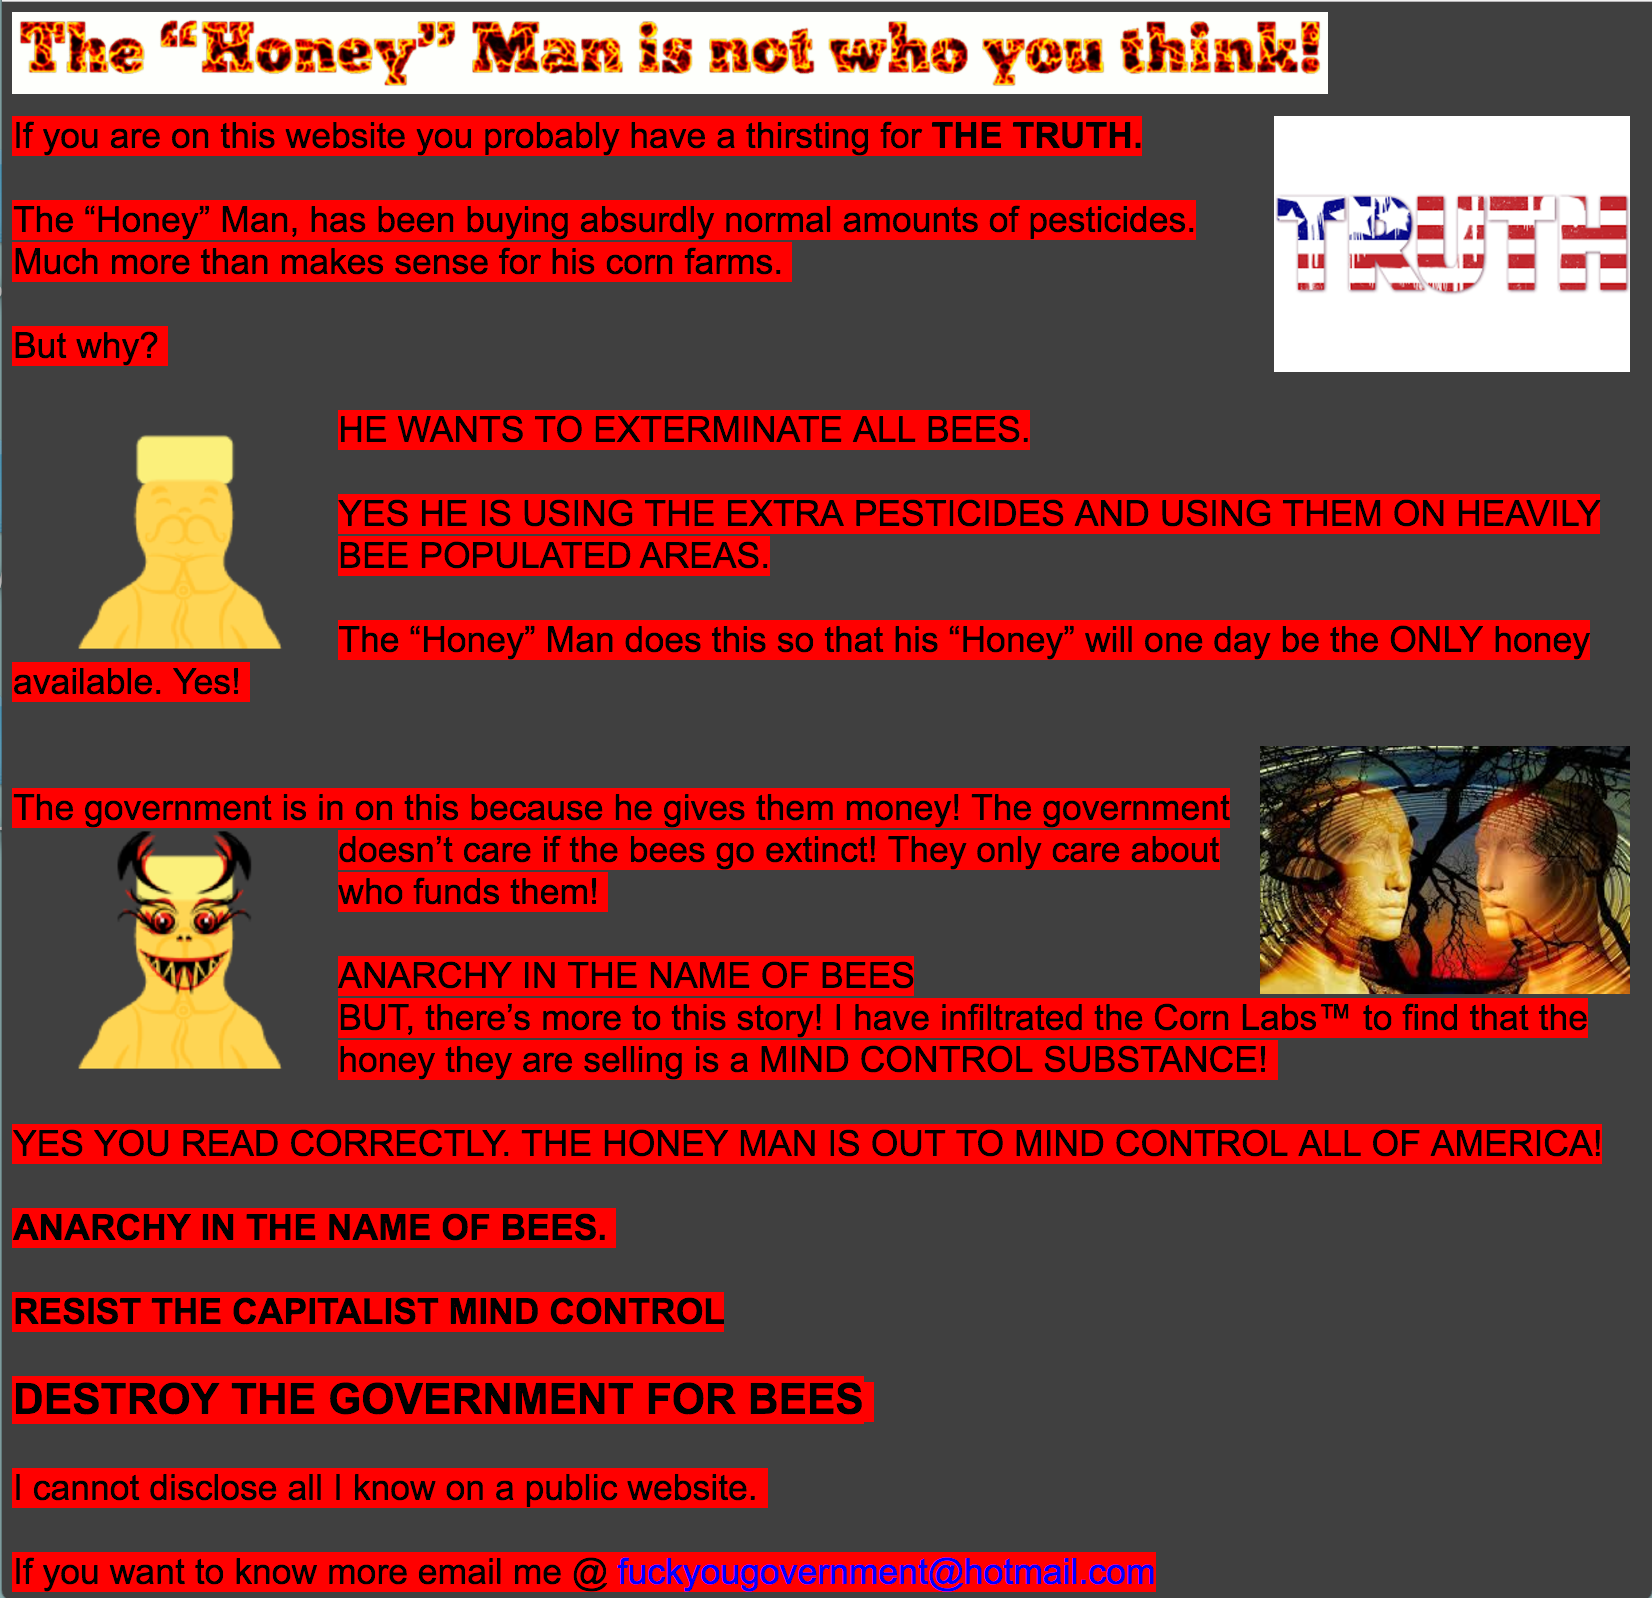 The “Honey” Man is not who you think!
If you are on this website you probably have a thirsting for THE TRUTH.
TRUTH
The “Honey” Man, has been buying absurdly normal amounts of pesticides.
Much more than makes sense for his corn farms.
But why?
HE WANTS TO EXTERMINATE ALL BEES.
YES HE IS USING THE EXTRA PESTICIDES AND USING THEM ON HEAVILY
BEE POPULATED AREAS.
The “Honey” Man does this so that his “Honey” will one day be the ONLY honey
available. Yes!
The government is in on this because he gives them money! The government
doesn’t care if the bees go extinct! They only care about
who funds them!
ANARCHY IN THE NAME OF BEES
BUT, there’s more to this story! I have infiltrated the Corn Labs™ to find that the
honey they are selling is a MIND CONTROL SUBSTANCE!
YES YOU READ CORRECTLY. THE HONEY MAN IS OUT TO MIND CONTROL ALL OF AMERICA!
ANARCHY IN THE NAME OF BEES.
RESIST THE CAPITALIST MIND CONTROL
DESTROY THE GOVERNMENT FOR BEES
I cannot disclose all I know on a public website.
If you want to know more email me @ fuckyougovernment@hotmail.com